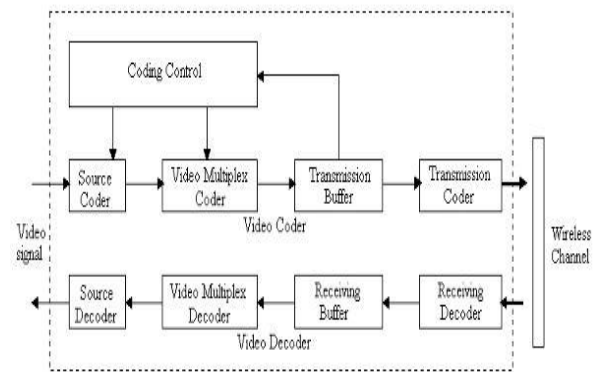 Coding Control
Source
Coder
Video Multiplex
Coder
Transmission
Buffer
Transmission
Coder
Video Coder
Video
signal
Wireless
Channel
Source
Decoder
Video Multiplex
Decoder
Receiving
Buffer
Receiving
Decoder
Video Decoder